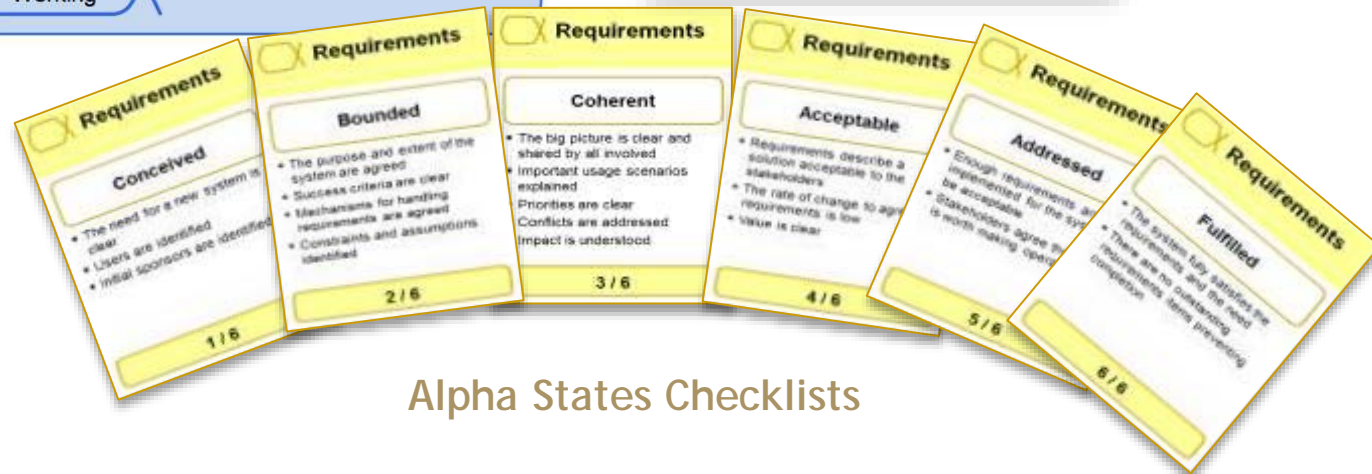 Working
Requirements
Conceived
• The need for a new system is
clear
• Users are identified
• Initial sponsors are identified
1 / 6
Requirements
Bounded
• The purpose and extent of the
system are agreed
• Success criteria are clear
• Mechanisms for handling
requirements are agreed
• Constraints and assumptions
identified
2 / 6
Requirements
Coherent
• The big picture is clear and
shared by all involved
• Important usage scenarios
explained
Priorities are clear
Conflicts are addressed
Impact is understood
3 / 6
Requirements
Acceptable
• Requirements describe a
solution acceptable to the
stakeholders
• The rate of change to agre
requirements is low
• Value is clear
4 / 6
Requirements
Addressed
• Enough requirements ar
implemented for the sys
be acceptable
• Stakeholders agree the
is worth making opera
5 / 6
Requirements
Fulfilled
• The system fully satisfies the
requirements and the need
• There are no outstanding
requirements items preventing
completion
6 / 6
Alpha States Checklists